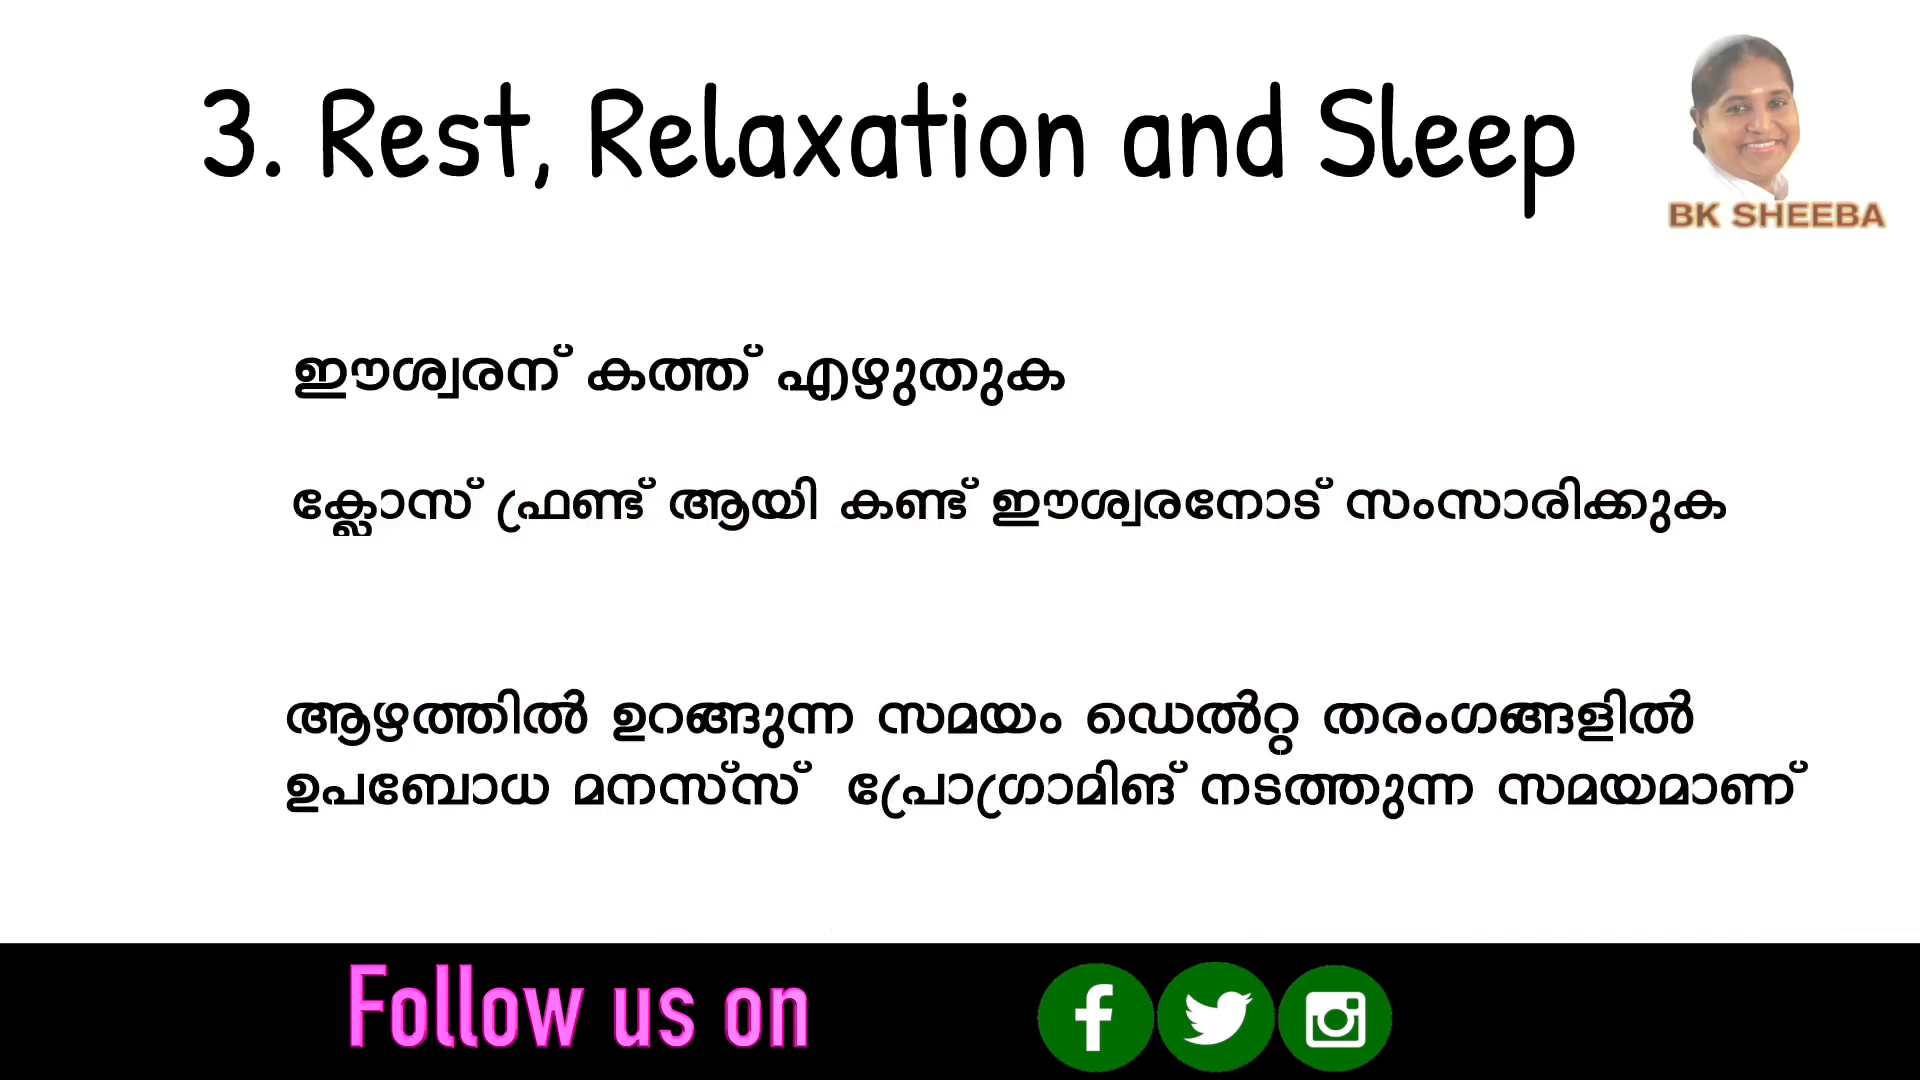 3. Rest, Relaxation and Sleep
BK SHEEBA
ഈശ്വരന് കത്ത് എഴുതുക
ക്ലോസ് ഫ്രണ്ട് ആയി കണ്ട് ഈശ്വരനോട് സംസാരിക്കുക
ആഴത്തിൽ ഉറങ്ങുന്ന സമയം ഡെൽറ്റ തരംഗങ്ങളിൽ
ഉപബോധ മനസ്സ് പ്രോഗ്രാമിങ് നടത്തുന്ന സമയമാണ്
Follow us on